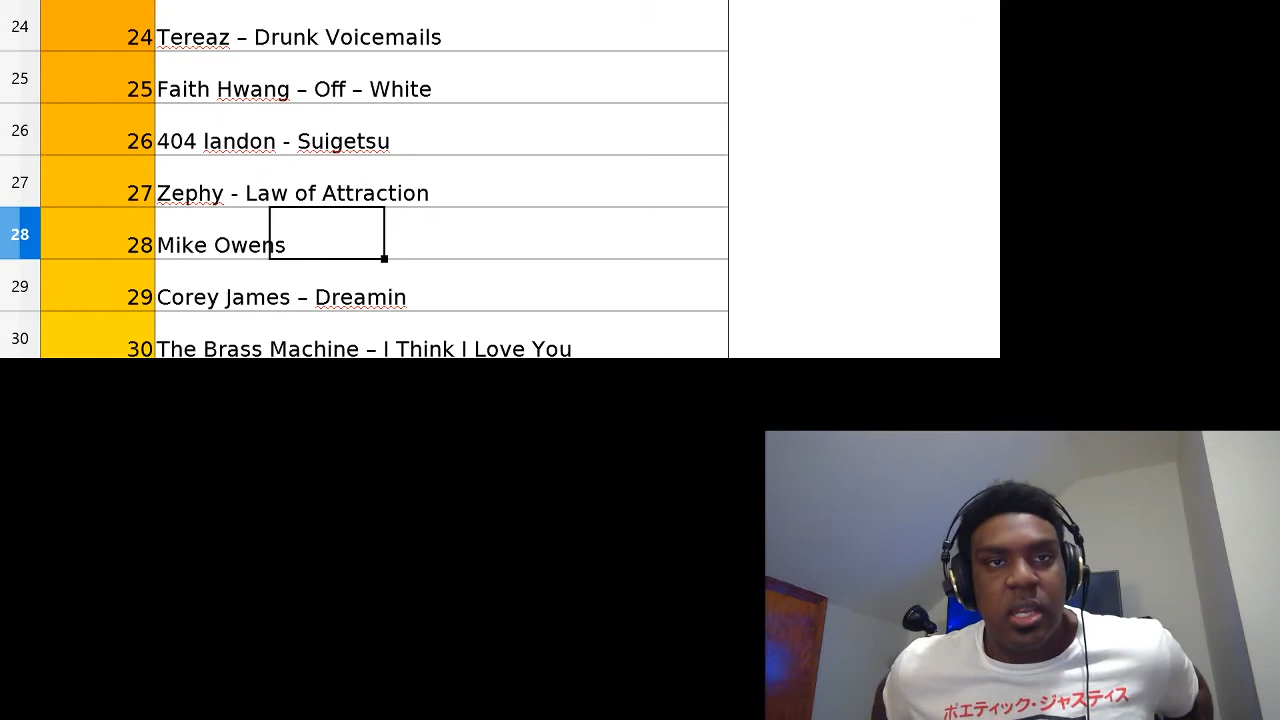 24 24 Tereaz – Drunk Voicemails
25 25 Faith Hwang – Off – White
26 26 404 landon - Suigetsu
27 27 Zephy - Law of Attraction
28 28 Mike Owens
29 29 Corey James – Dreamin
30 30 The Brass Machine – I Think I Love You
ポエティック・ジャスティス